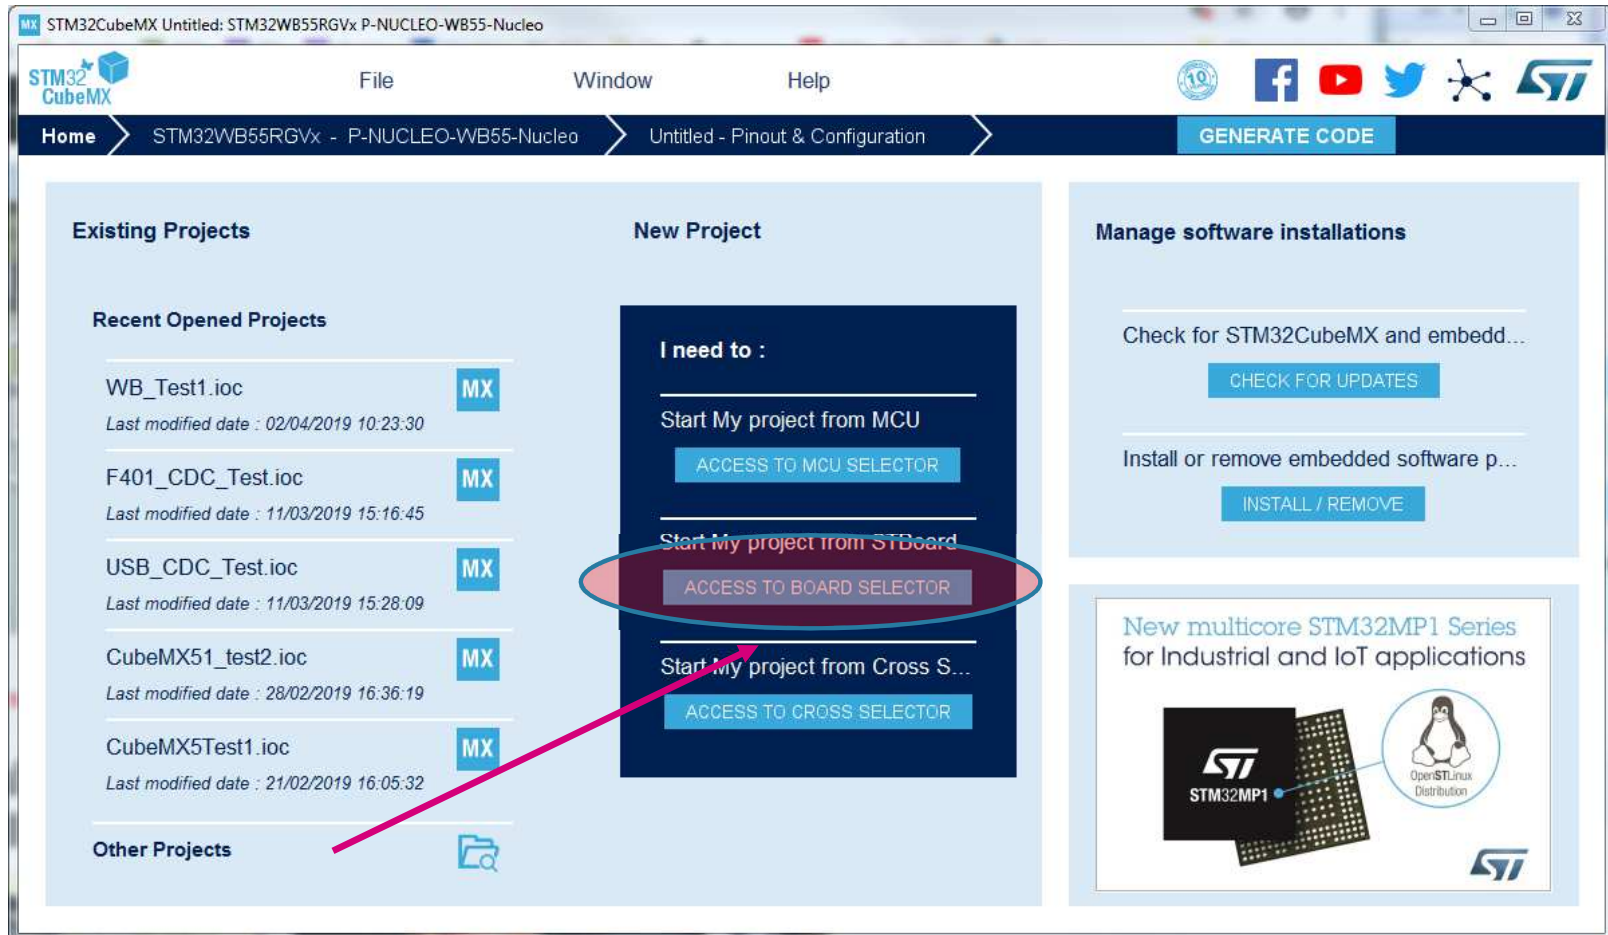 MX STM32CubeMX Untitled: STM32WB55RGVx P-NUCLEO-WB55-Nucleo
STM32
CubeMX
File Window Help
10
Home STM32WB55RGVx - P-NUCLEO-WB55-Nucleo Untitled - Pinout & Configuration GENERATE CODE
Existing Projects
Recent Opened Projects
WB_Test1.ioc MX
Last modified date : 02/04/2019 10:23:30
F401_CDC_Test.ioc MX
Last modified date : 11/03/2019 15:16:45
USB_CDC_Test.ioc MX
Last modified date : 11/03/2019 15:28:09
CubeMX51_test2.ioc MX
Last modified date : 28/02/2019 16:36:19
CubeMX5Test1.ioc MX
Last modified date : 21/02/2019 16:05:32
Other Projects
New Project
I need to :
Start My project from MCU
ACCESS TO MCU SELECTOR
Start My project from STBoard
ACCESS TO BOARD SELECTOR
Start My project from Cross S...
ACCESS TO CROSS SELECTOR
Manage software installations
Check for STM32CubeMX and embedd...
CHECK FOR UPDATES
Install or remove embedded software p...
INSTALL / REMOVE
New multicore STM32MP1 Series
for Industrial and IoT applications
ST
STM32MP1
OpenSTLinux
Distribution
ST